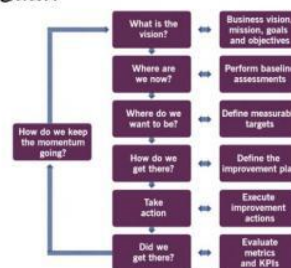 What is the
vision?
Business vision,
mission, goals
and objectives
Where are
we now?
Perform baseline
assessments
Where do we
want to be?
Define measurable
targets
How do we keep
the momentum
going?
How do we
get there?
Define the
improvement plan
Take
action
Execute
improvement
actions
Did we
get there?
Evaluate
metrics
and KPIs